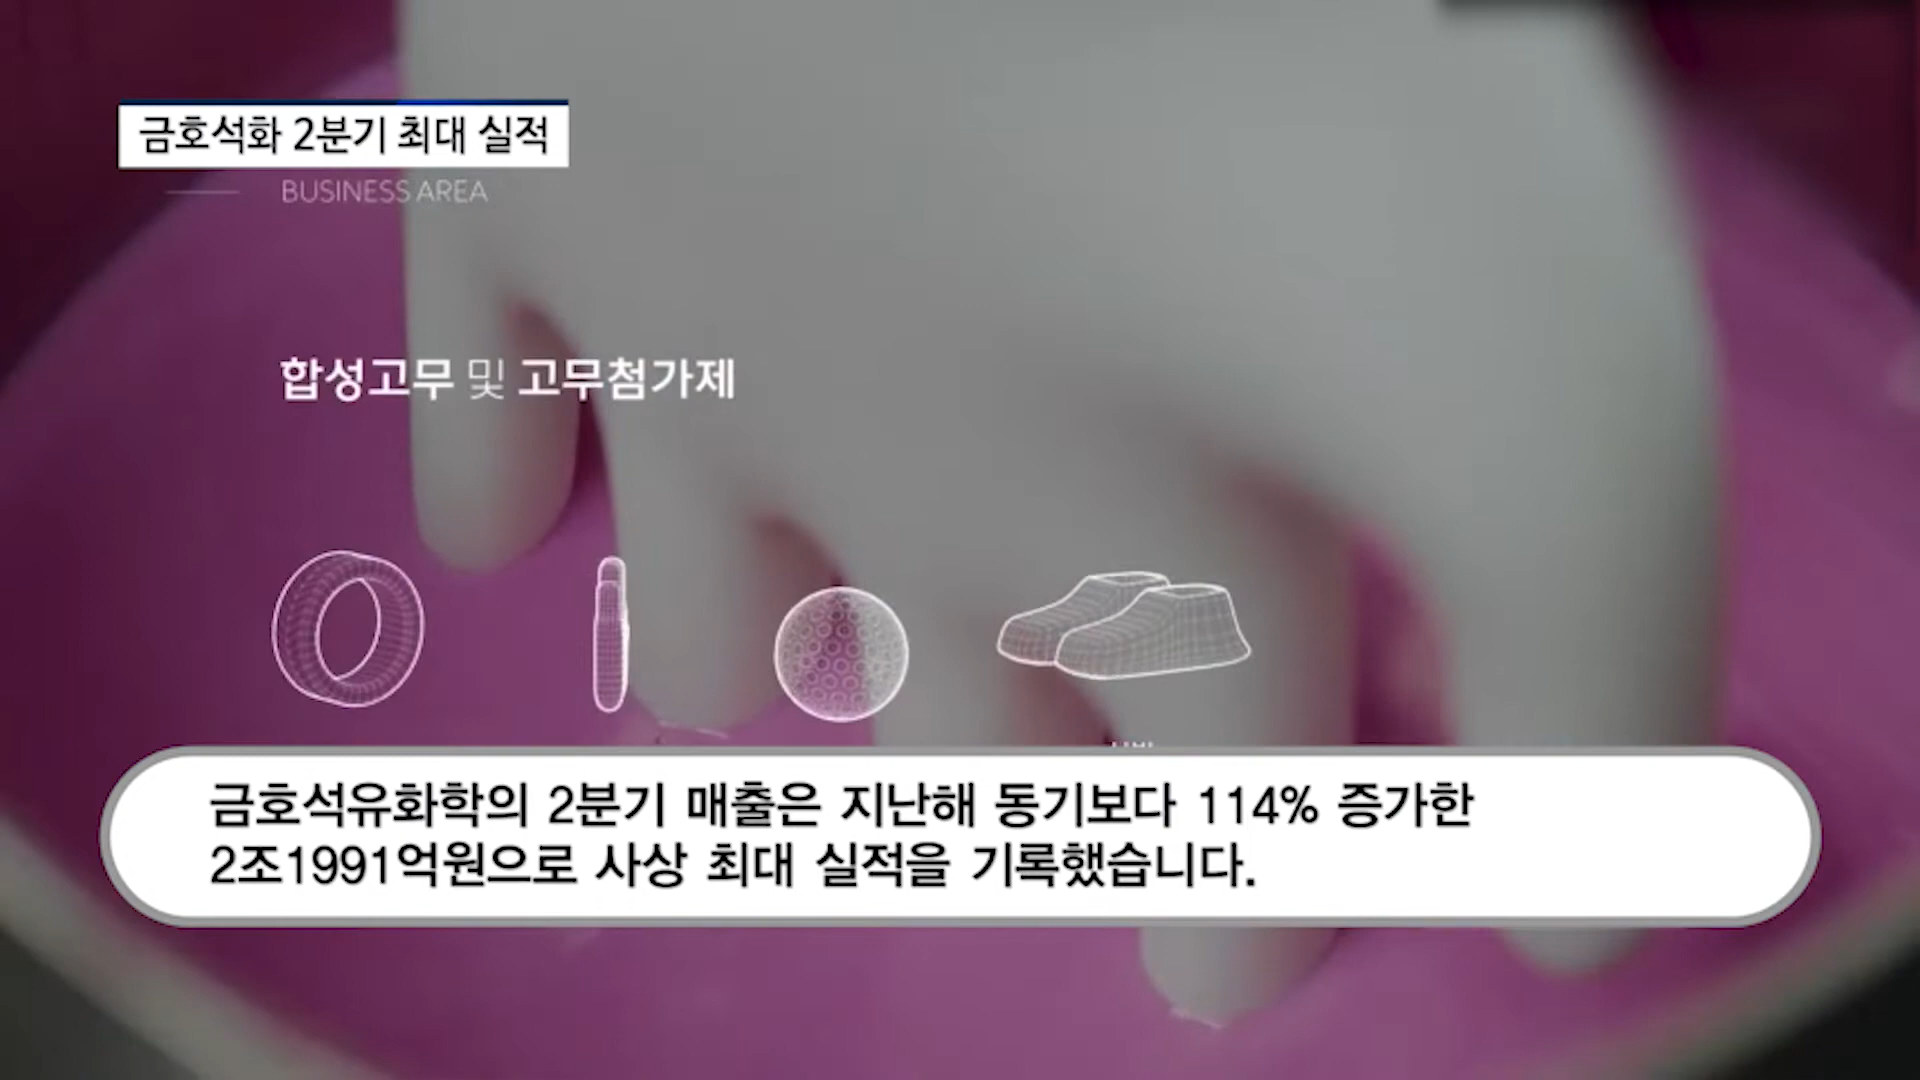 금호석화 2분기 최대 실적
BUSINESS AREA
합성고무 및 고무첨가제
금호석유화학의 2분기 매출은 지난해 동기보다 114% 증가한
2조1991억원으로 사상 최대 실적을 기록했습니다.